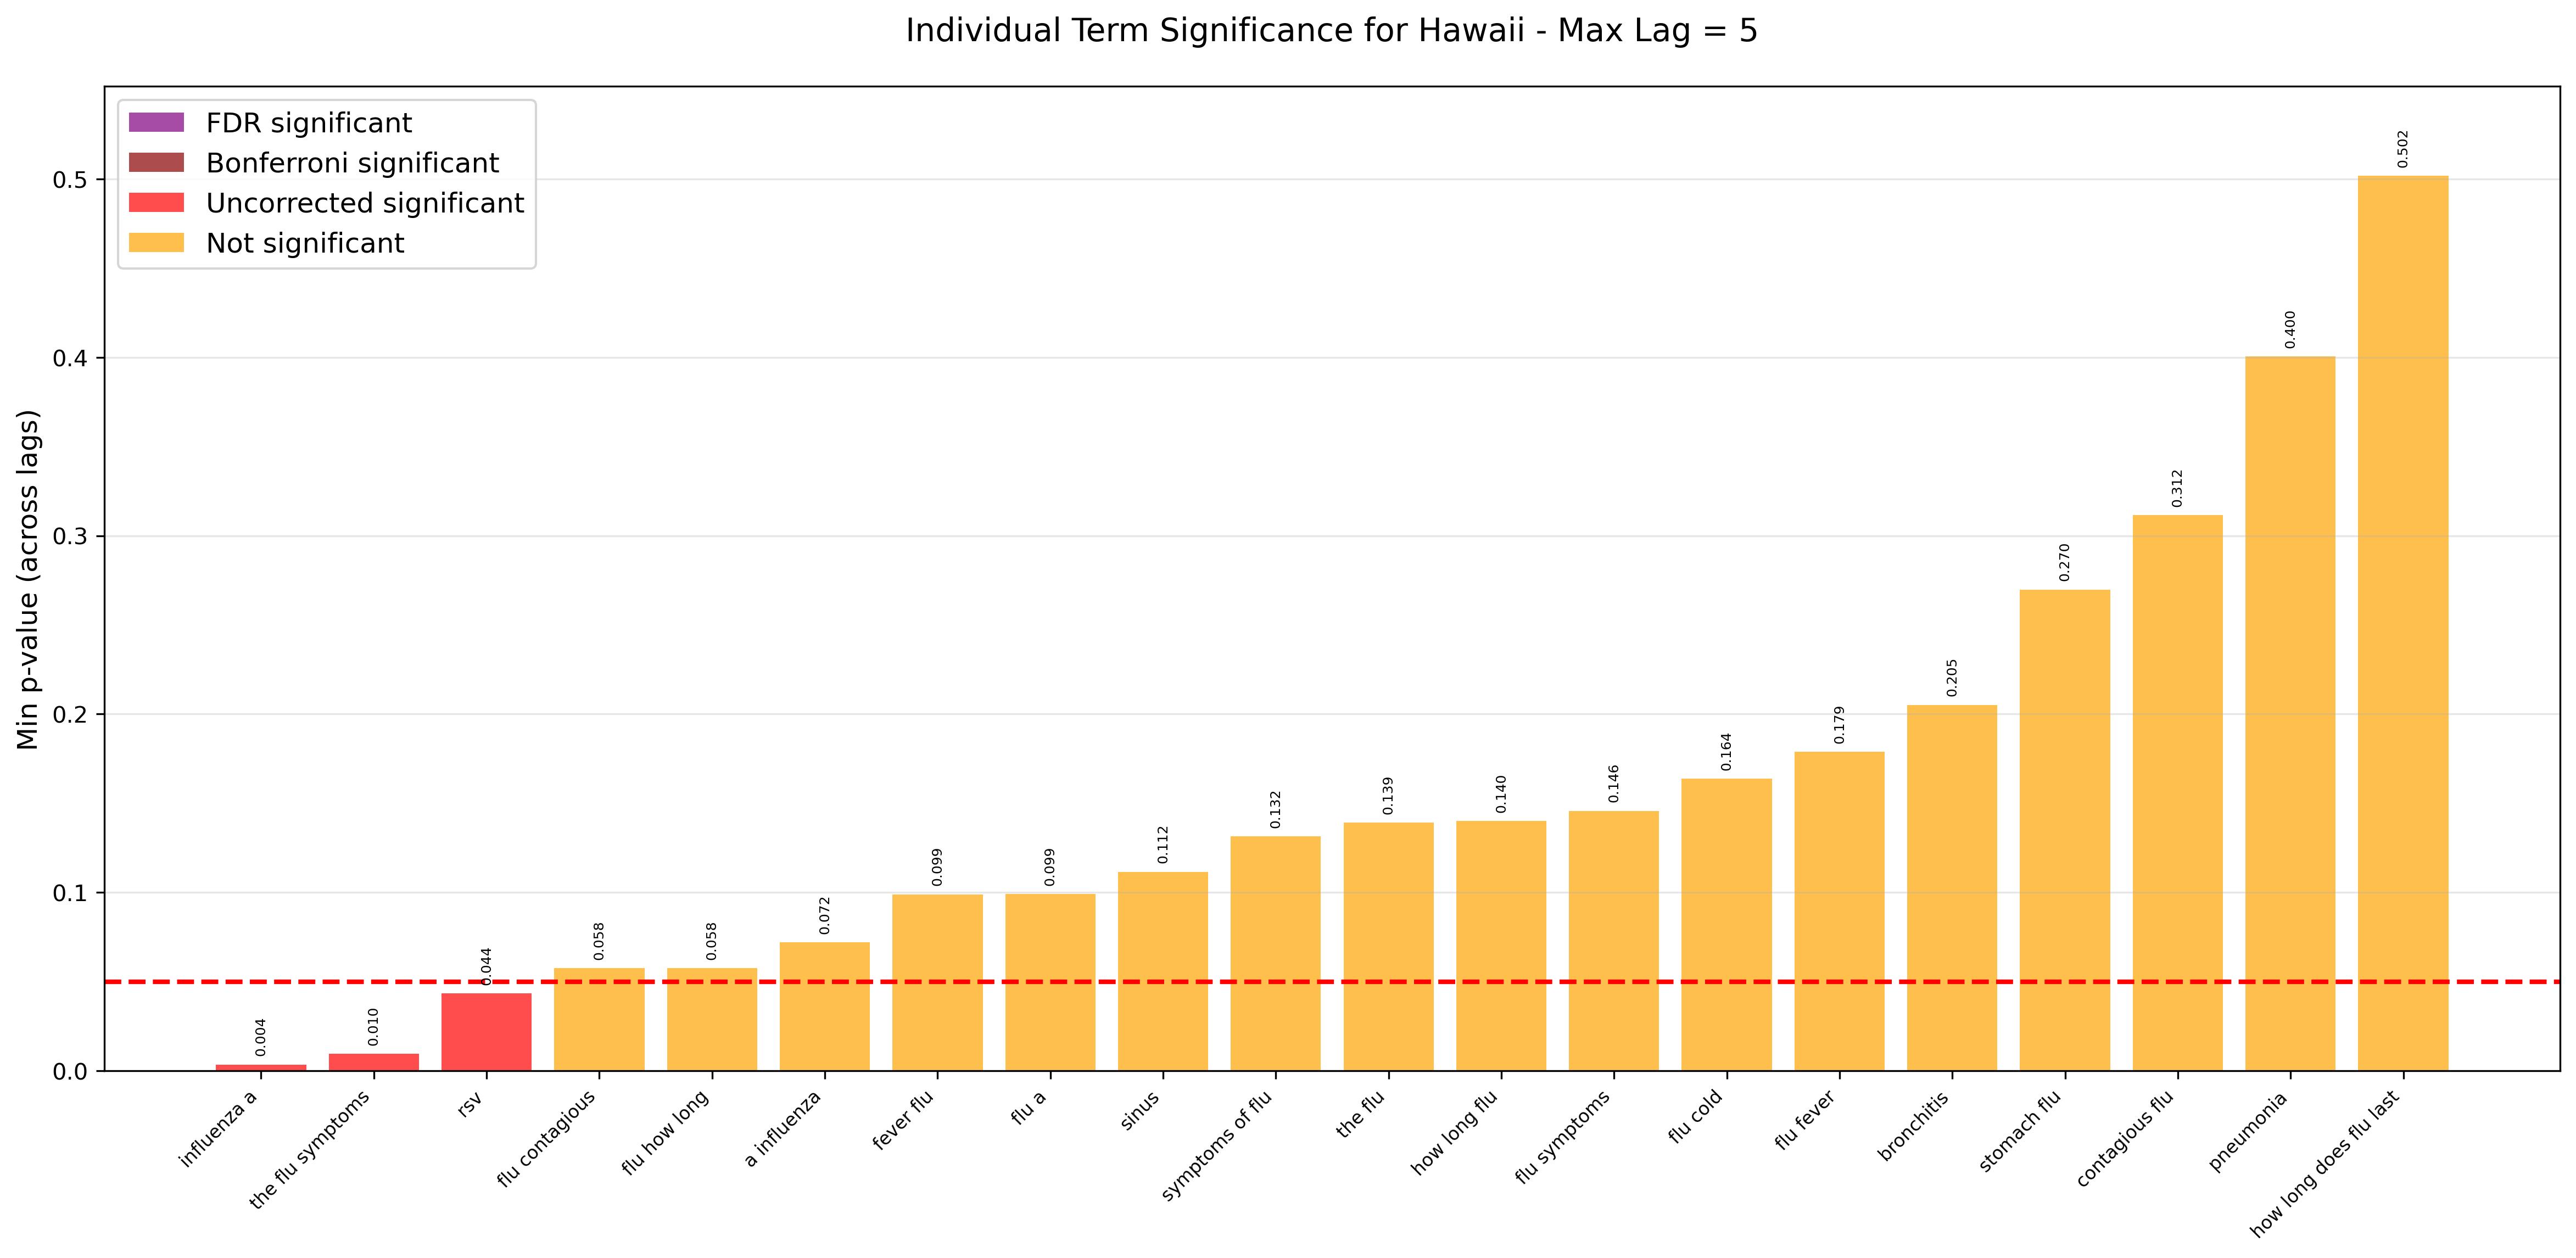 Individual Term Significance for Hawaii - Max Lag = 5
FDR significant
Bonferroni significant
Uncorrected significant
Not significant
Min p-value (across lags)
0.5
0.4
0.3
0.2
0.1
0.0
0.004
0.010
0.044
0.058
0.058
0.072
0.099
0.099
0.112
0.132
0.139
0.140
0.146
0.164
0.179
0.205
0.270
0.312
0.400
0.502
influenza a
the flu symptoms
rsv
flu contagious
flu how long
a influenza
fever flu
flu a
sinus
symptoms of flu
the flu
how long flu
flu symptoms
flu cold
flu fever
bronchitis
stomach flu
contagious flu
pneumonia
how long does flu last